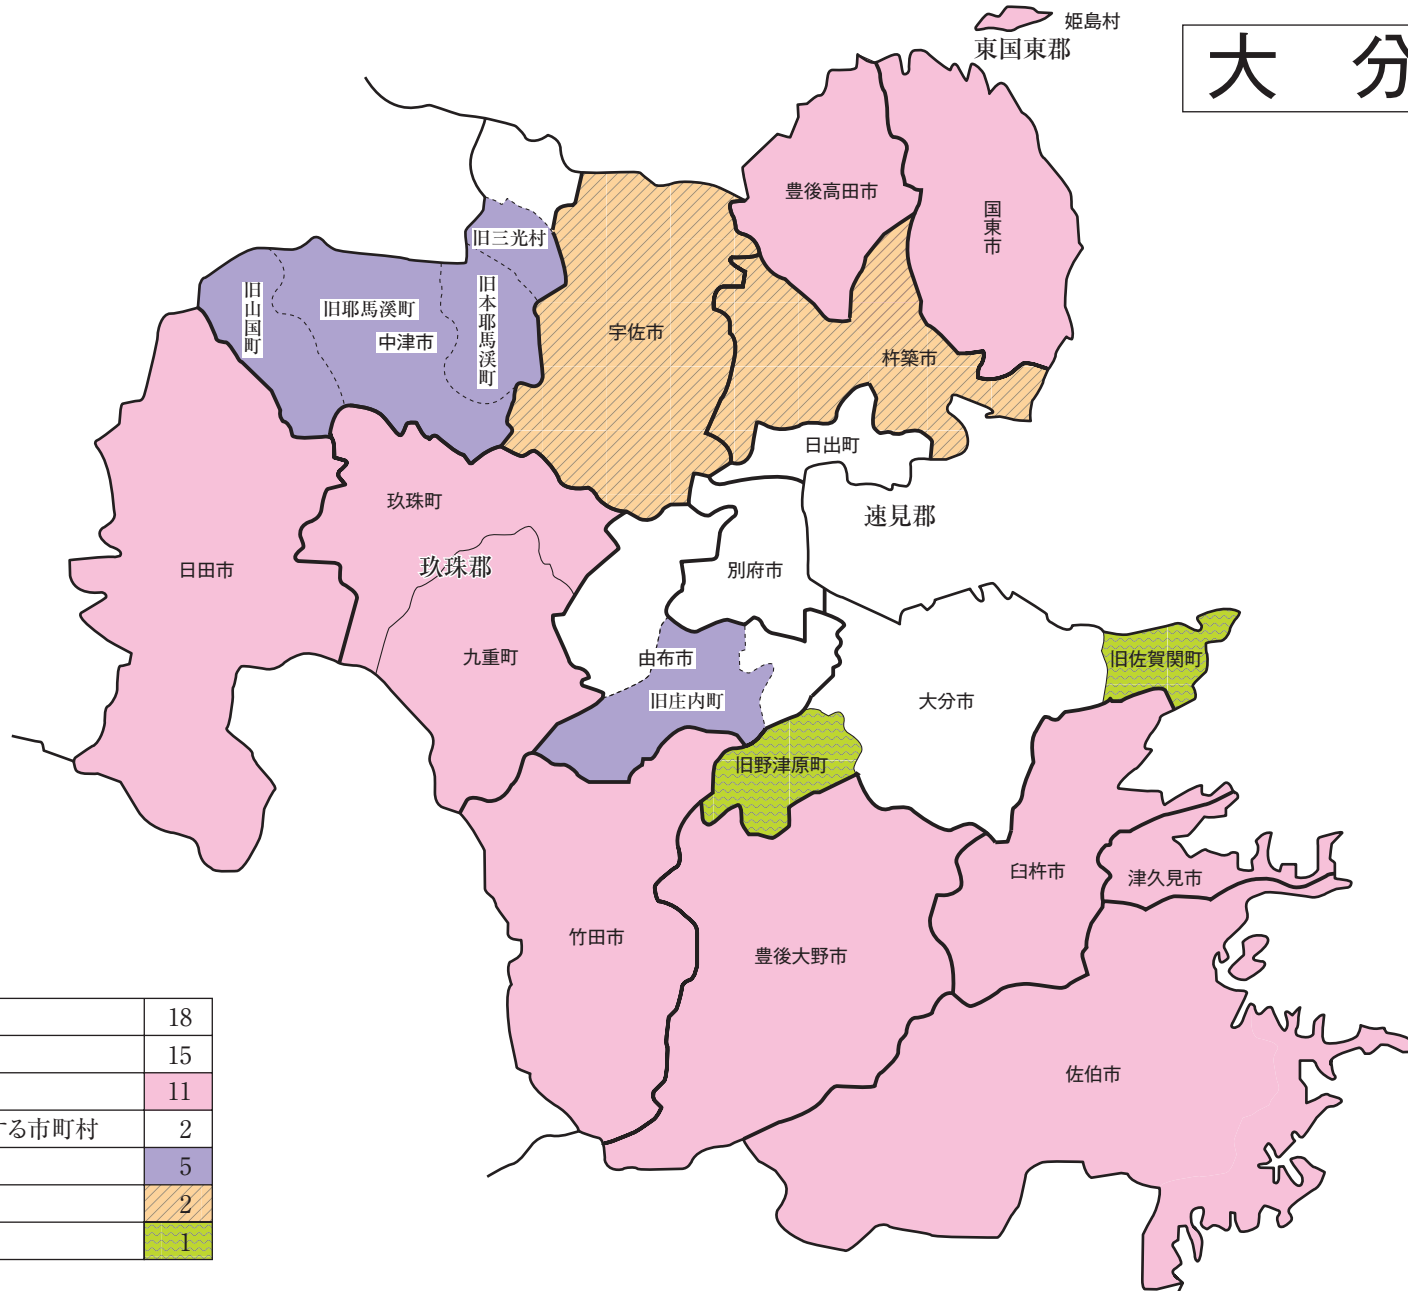 姫島村
東国東郡
大 分
豊後高田市
国東市
旧三光村
旧山国町
旧耶馬溪町
旧本耶馬溪町
中津市
宇佐市
杵築市
日出町
速見郡
玖珠町
玖珠郡
日田市
別府市
九重町
由布市
旧庄内町
旧佐賀関町
大分市
旧野津原町
臼杵市
津久見市
竹田市
豊後大野市
佐伯市
18
15
11
する市町村 2
5
2
1